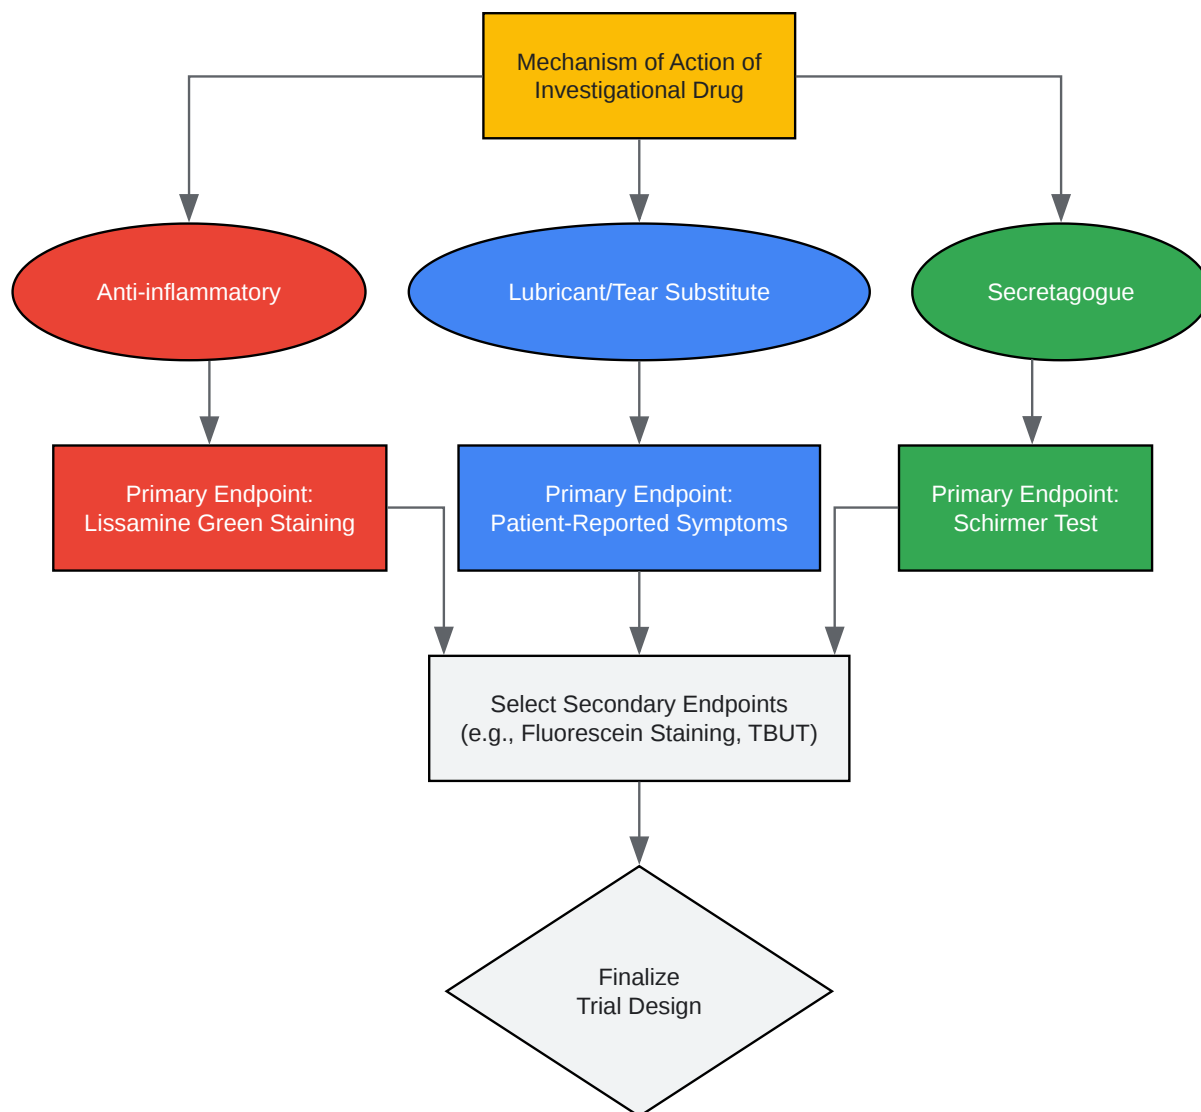 Mechanism of Action of
Investigational Drug
Anti-inflammatory
Lubricant/Tear Substitute
Secretagogue
Primary Endpoint:
Lissamine Green Staining
Primary Endpoint:
Patient-Reported Symptoms
Primary Endpoint:
Schirmer Test
Select Secondary Endpoints
(e.g., Fluorescein Staining, TBUT)
Finalize
Trial Design